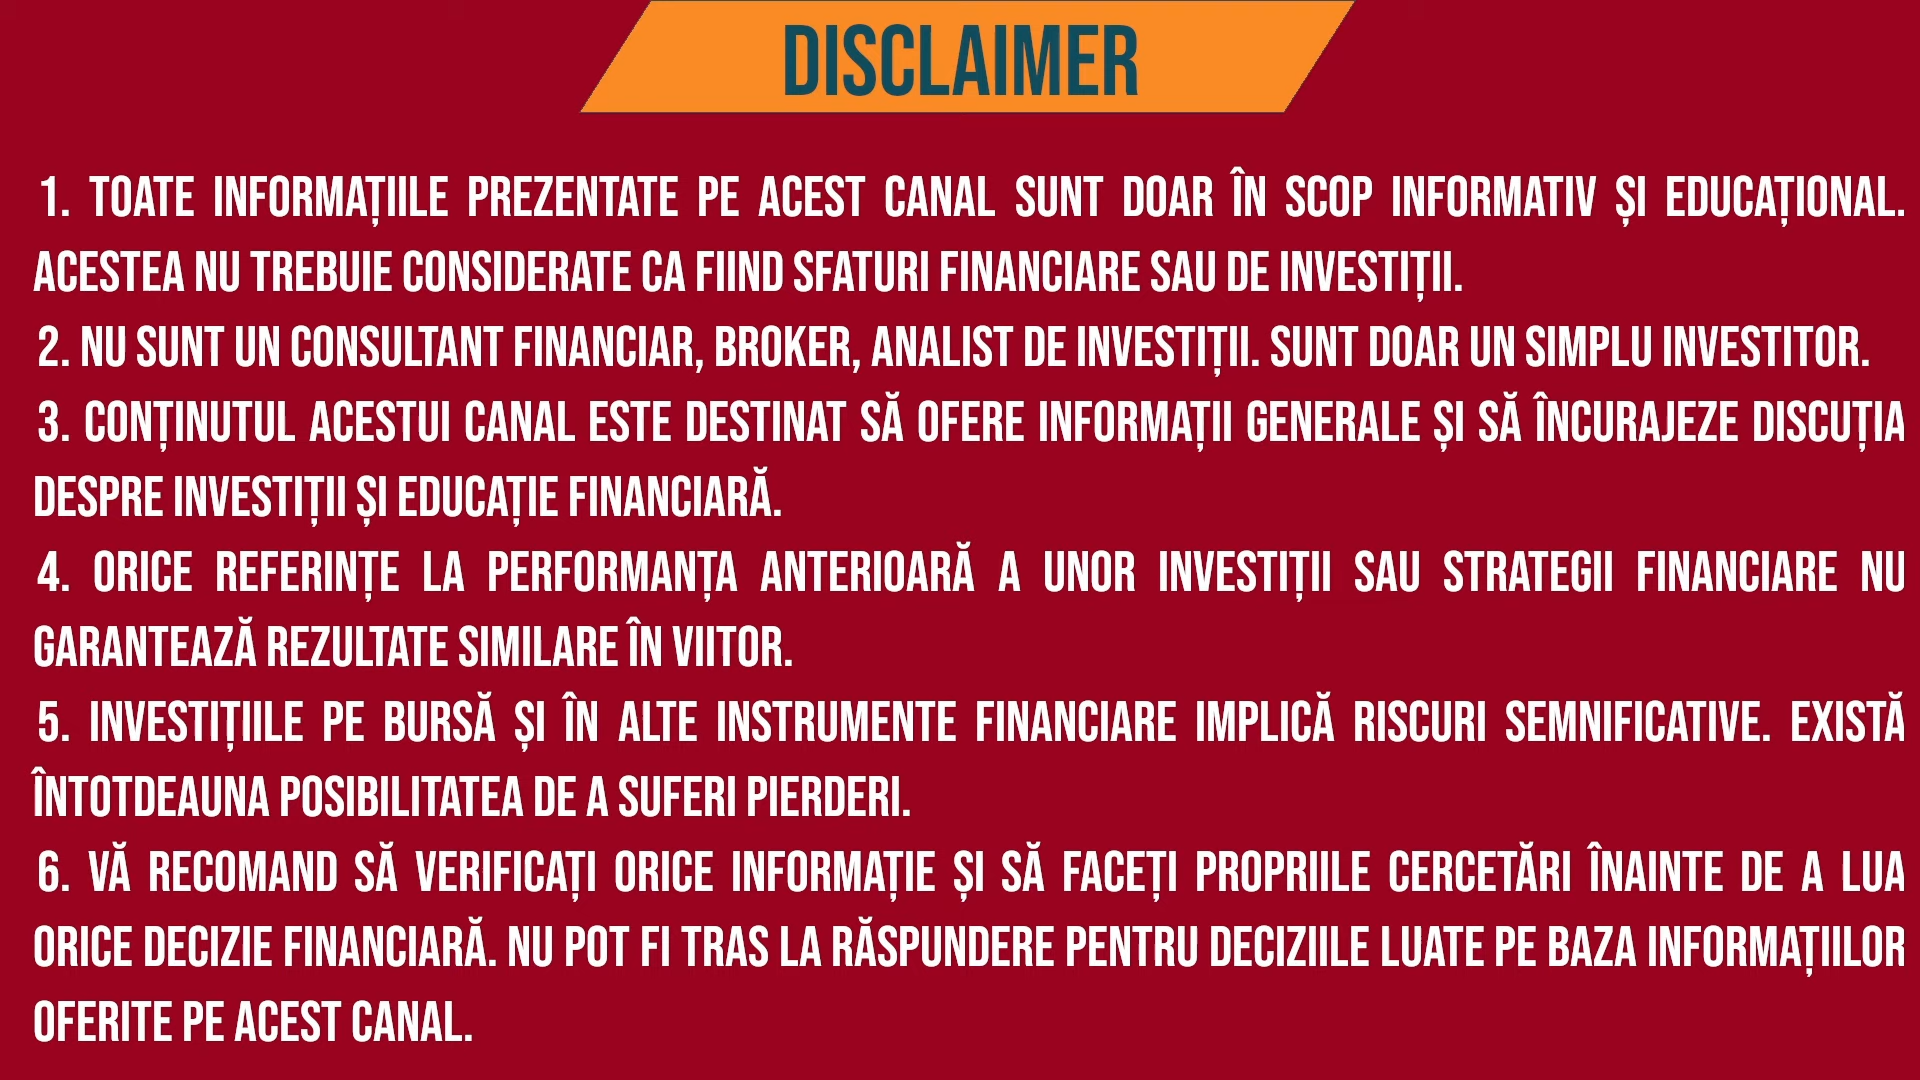 DISCLAIMER
1. TOATE INFORMAȚIILE PREZENTATE PE ACEST CANAL SUNT DOAR ÎN SCOP INFORMATIV ȘI EDUCAȚIONAL.
ACESTEA NU TREBUIE CONSIDERATE CA FIIND SFATURI FINANCIARE SAU DE INVESTIȚII.
2. NU SUNT UN CONSULTANT FINANCIAR, BROKER, ANALIST DE INVESTIȚII. SUNT DOAR UN SIMPLU INVESTITOR.
3. CONȚINUTUL ACESTUI CANAL ESTE DESTINAT SĂ OFERE INFORMAȚII GENERALE ȘI SĂ ÎNCURAJEZE DISCUȚIA
DESPRE INVESTIȚII ȘI EDUCAȚIE FINANCIARĂ.
4. ORICE REFERINȚE LA PERFORMANȚA ANTERIOARĂ A UNOR INVESTIȚII SAU STRATEGII FINANCIARE NU
GARANTEAZĂ REZULTATE SIMILARE ÎN VIITOR.
5. INVESTIȚIILE PE BURSĂ ȘI ÎN ALTE INSTRUMENTE FINANCIARE IMPLICĂ RISCURI SEMNIFICATIVE. EXISTĂ
ÎNTOTDEAUNA POSIBILITATEA DE A SUFERI PIERDERI.
6. VĂ RECOMAND SĂ VERIFICAȚI ORICE INFORMAȚIE ȘI SĂ FACEȚI PROPRIILE CERCETĂRI ÎNAINTE DE A LUA
ORICE DECIZIE FINANCIARĂ. NU POT FI TRAS LA RĂSPUNDERE PENTRU DECIZIILE LUATE PE BAZA INFORMAȚIILOR
OFERITE PE ACEST CANAL.